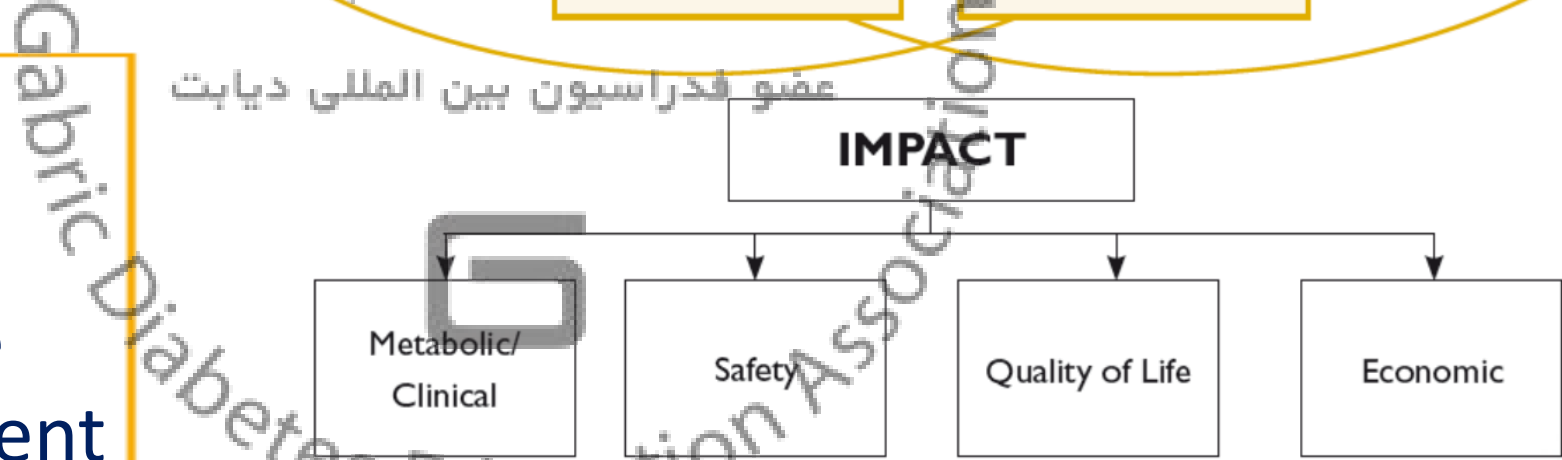 عضو فدراسیون بین المللی دیابت
IMPACT
Metabolic/
Clinical
Safety
Quality of Life
Economic
Gabric Diabetes
Association
ent